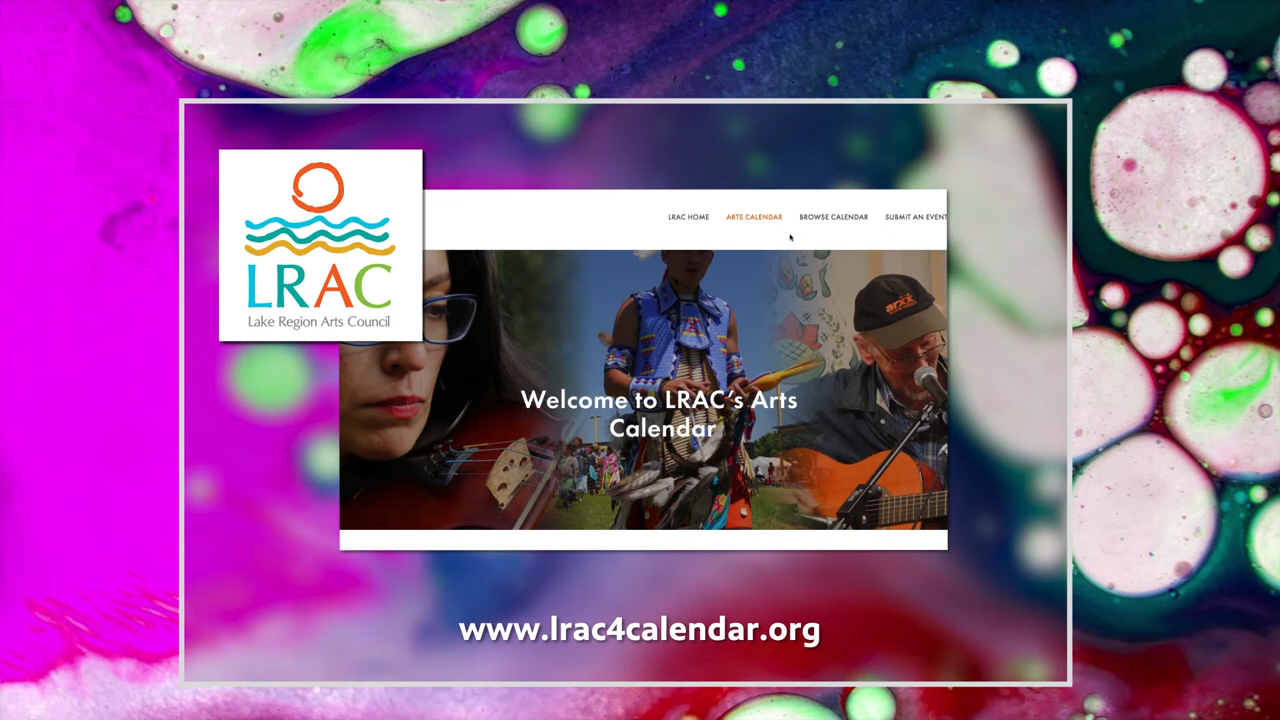 LRAC
Lake Region Arts Council
LRAC HOME ARTS CALENDAR BROWSE CALENDAR SUBMIT AN EVENT
arxx
Welcome to LRAC's Arts
Calendar
www.lrac4calendar.org